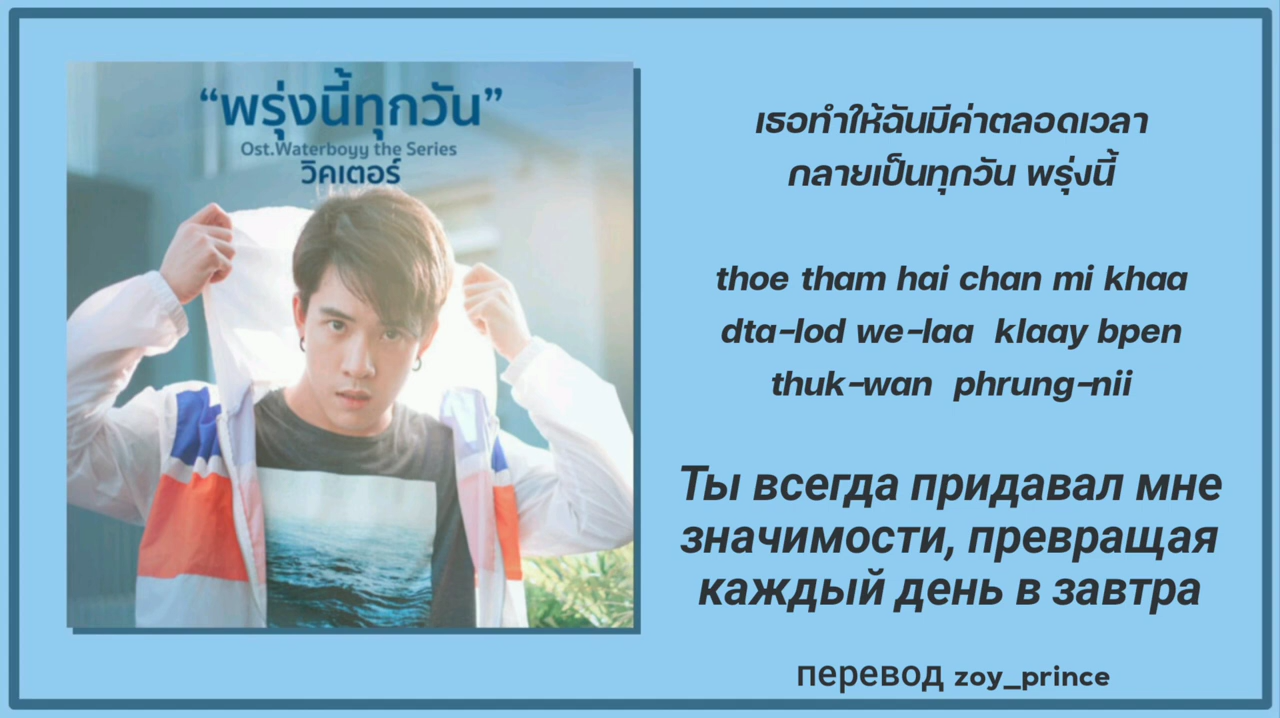 “พรุ่งนี้ทุกวัน”
Ost.Waterboyy the Series
วิคเตอร์
เธอทำให้ฉันมีค่าตลอดเวลา
กลายเป็นทุกวัน พรุ่งนี้
thoe tham hai chan mi khaa
dta-lod we-laa klaay bpen
thuk-wan phrung-nii
Ты всегда придавал мне
значимости, превращая
каждый день в завтра
перевод zoy_prince